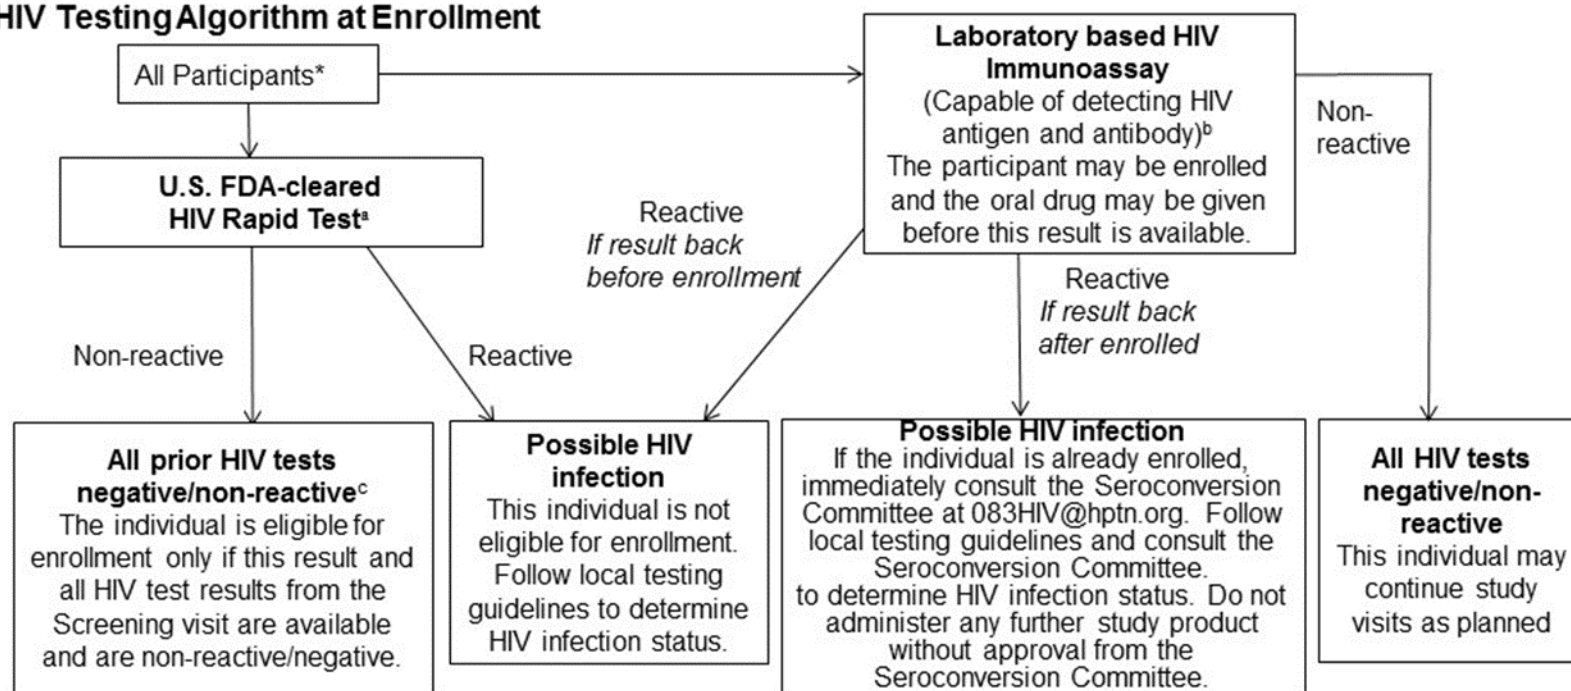 HIV Testing Algorithm at Enrollment
All Participants*
U.S. FDA-cleared
HIV Rapid Testᵃ
Laboratory based HIV
Immunoassay
(Capable of detecting HIV
antigen and antibody)ᵇ
The participant may be enrolled
and the oral drug may be given
before this result is available.
Non-
reactive
Reactive
If result back
before enrollment
Reactive
If result back
after enrolled
Non-reactive
Reactive
All prior HIV tests
negative/non-reactiveᶜ
The individual is eligible for
enrollment only if this result and
all HIV test results from the
Screening visit are available
and are non-reactive/negative.
Possible HIV
infection
This individual is not
eligible for enrollment.
Follow local testing
guidelines to determine
HIV infection status.
Possible HIV infection
If the individual is already enrolled,
immediately consult the Seroconversion
Committee at 083HIV@hptn.org. Follow
local testing guidelines and consult the
Seroconversion Committee.
to determine HIV infection status. Do not
administer any further study product
without approval from the
Seroconversion Committee.
All HIV tests
negative/non-
reactive
This individual may
continue study
visits as planned